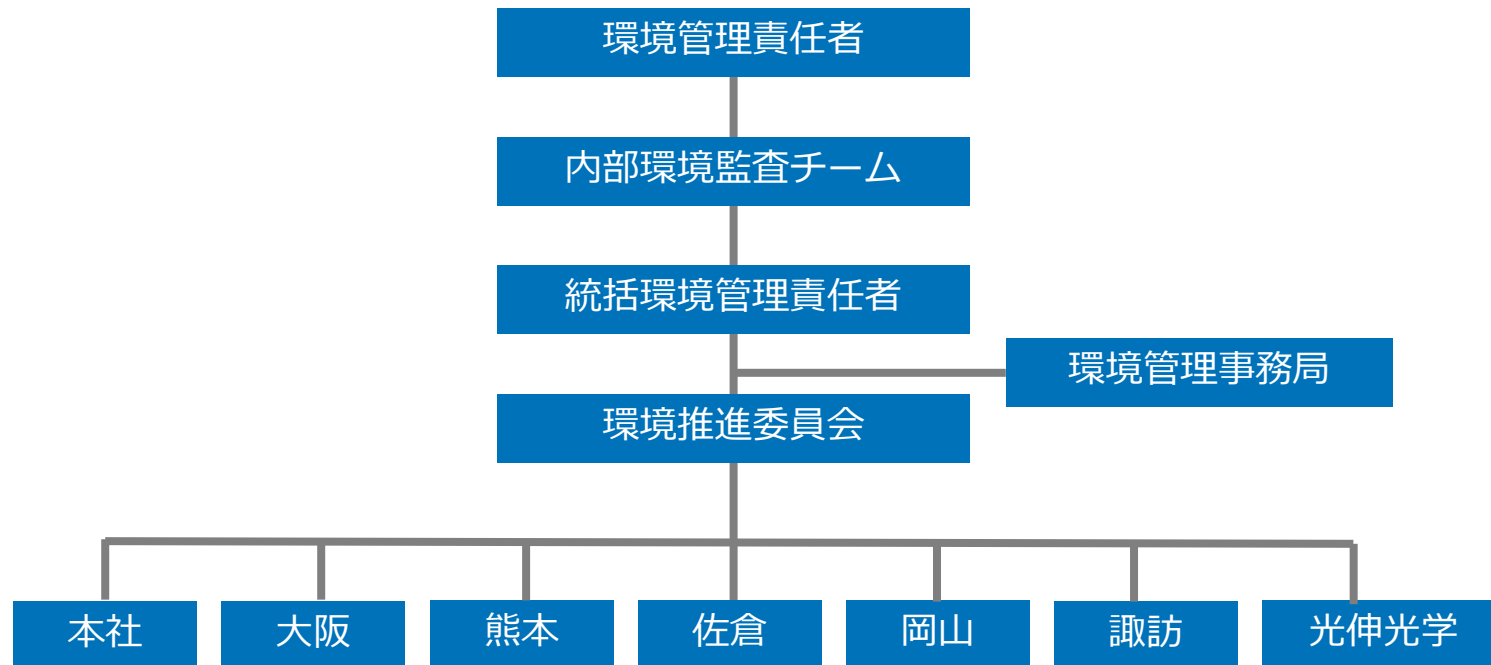 環境管理責任者
内部環境監査チーム
統括環境管理責任者
環境管理事務局
環境推進委員会
本社
大阪
熊本
佐倉
岡山
諏訪
光伸光学